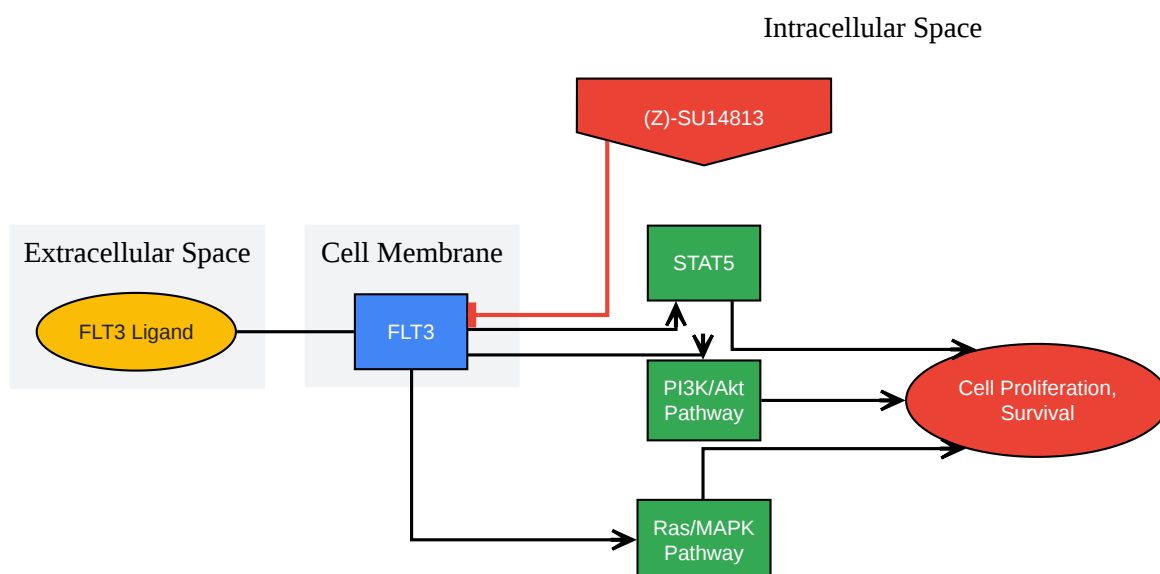 Intracellular Space
(Z)-SU14813
Extracellular Space
Cell Membrane
STAT5
FLT3 Ligand
FLT3
PI3K/Akt
Pathway
Cell Proliferation,
Survival
Ras/MAPK
Pathway